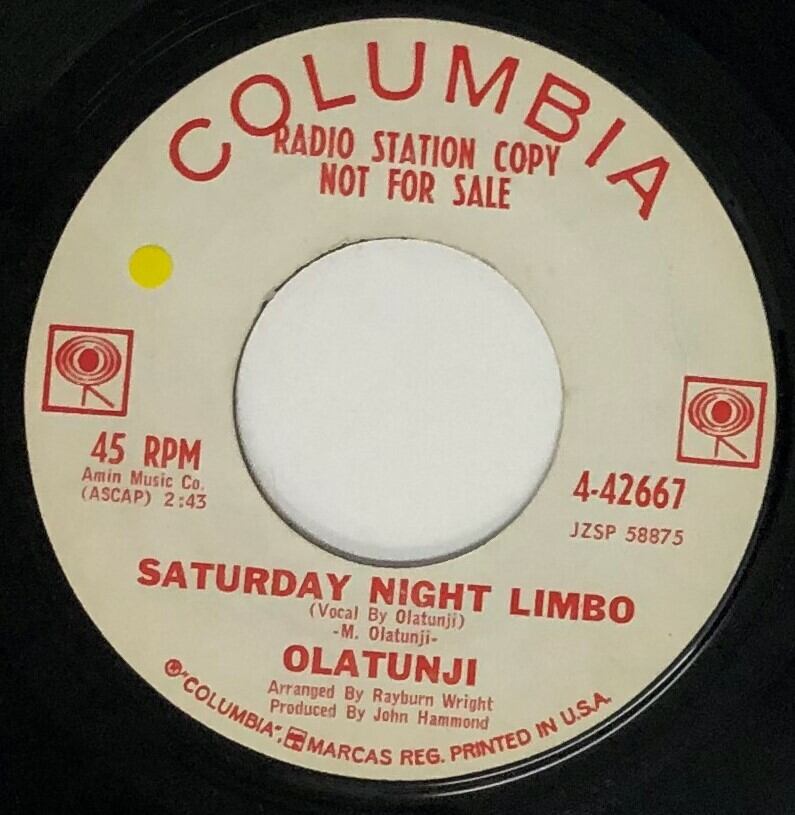 COLUMBIA
RADIO STATION COPY
NOT FOR SALE
45 RPM
Amin Music Co.
(ASCAP) 2:43
4-42667
JZSP 58875
SATURDAY NIGHT LIMBO
(Vocal By Olatunji)
-M. Olatunji-
OLATUNJI
Arranged By Rayburn Wright
Produced By John Hammond
"COLUMBIA", MARCAS REG. PRINTED IN U.S.A.